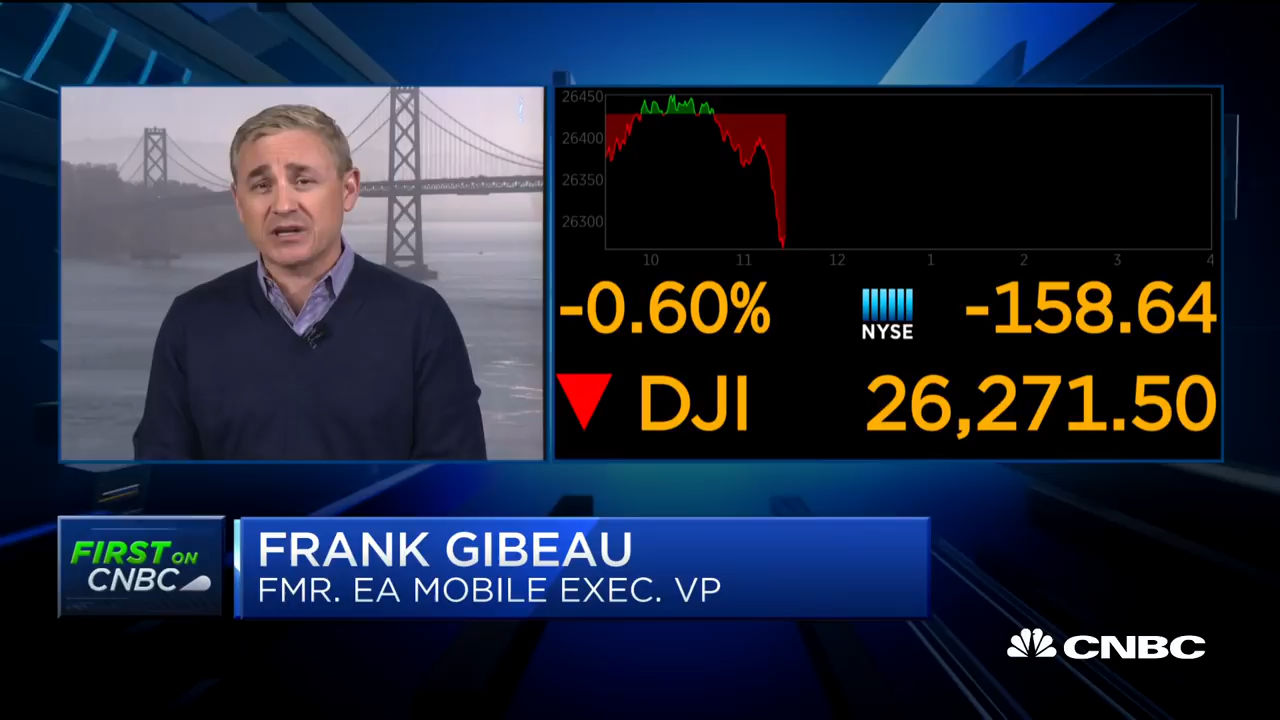 26450
26400
26350
26300
10 11 12 1 2 3 4
-0.60% NYSE -158.64
DJI 26,271.50
FIRST ON
CNBC
FRANK GIBEAU
FMR. EA MOBILE EXEC. VP
CNBC